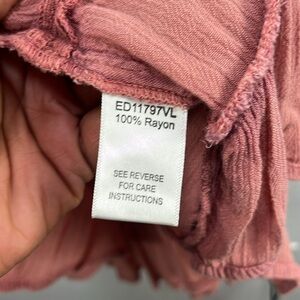 ED11797VL
100% Rayon
SEE REVERSE
FOR CARE
INSTRUCTIONS